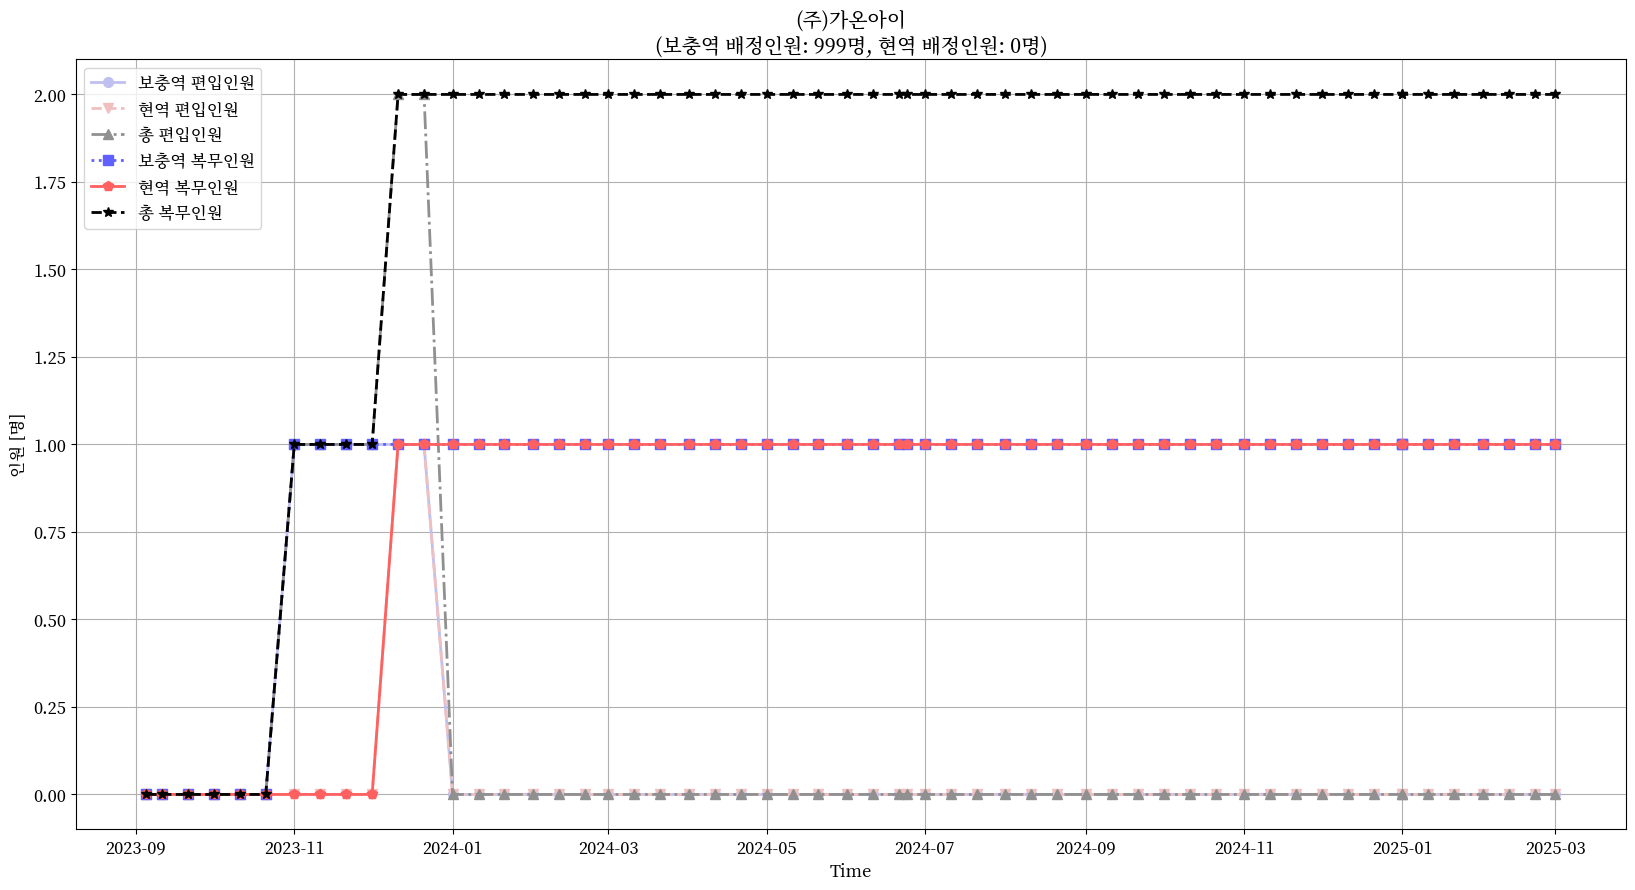 (주)가온아이
(보충역 배정인원: 999명, 현역 배정인원: 0명)
보충역 편입인원
현역 편입인원
총 편입인원
보충역 복무인원
현역 복무인원
총 복무인원
2.00
1.75
1.50
1.25
1.00
0.75
0.50
0.25
0.00
인원 [명]
2023-09
2023-11
2024-01
2024-03
2024-05
2024-07
2024-09
2024-11
2025-01
2025-03
Time